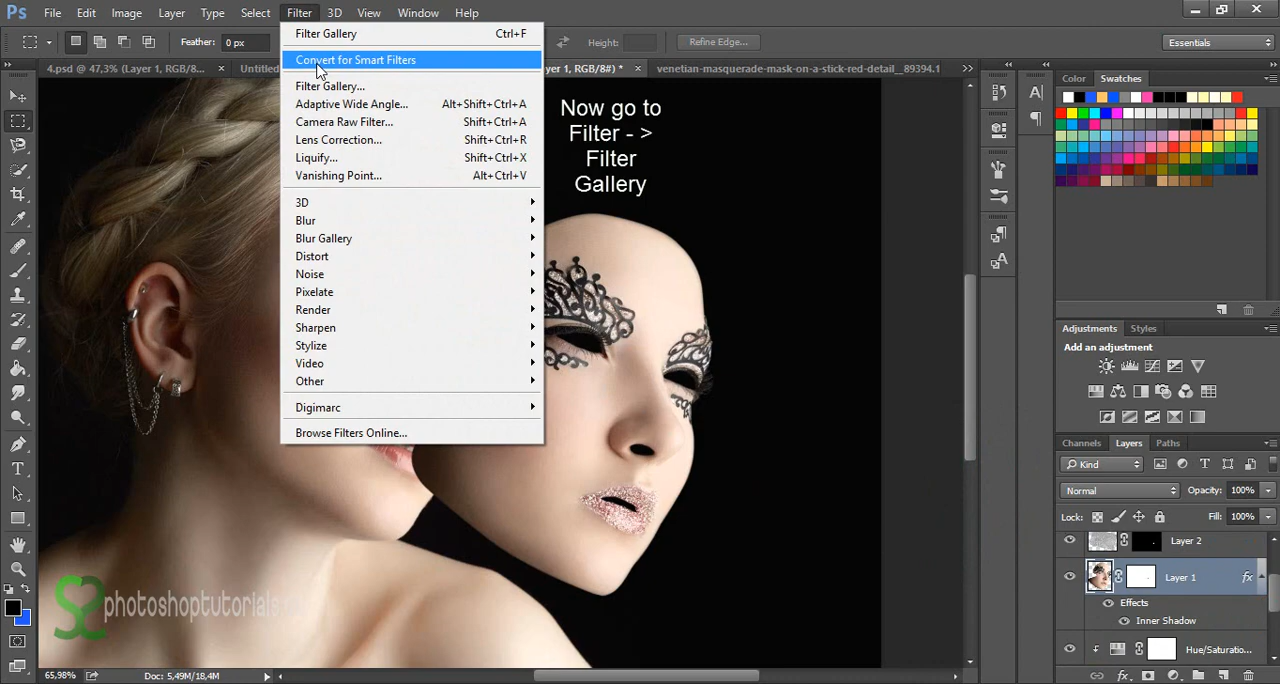 Ps File Edit Image Layer Type Select Filter 3D View Window Help
Feather: 0 px Height: Refine Edge... Essentials
4.psd @ 47,3% (Layer 1, RGB/8... × Untitled ayer 1, RGB/8#) * × venetian-masquerade-mask-on-a-stick-red-detail__89394.1
Filter Gallery Ctrl+F
Convert for Smart Filters
Filter Gallery...
Adaptive Wide Angle... Alt+Shift+Ctrl+A
Camera Raw Filter... Shift+Ctrl+A
Lens Correction... Shift+Ctrl+R
Liquify... Shift+Ctrl+X
Vanishing Point... Alt+Ctrl+V
3D
Blur
Blur Gallery
Distort
Noise
Pixelate
Render
Sharpen
Stylize
Video
Other
Digimarc
Browse Filters Online...
Now go to
Filter - >
Filter
Gallery
photoshoptutorials
Color Swatches
Adjustments Styles
Add an adjustment
Channels Layers Paths
Kind
Normal Opacity: 100%
Lock: Fill: 100%
Layer 2
Layer 1 fx
Effects
Inner Shadow
Hue/Saturatio...
65,98% Doc: 5,49M/18,4M